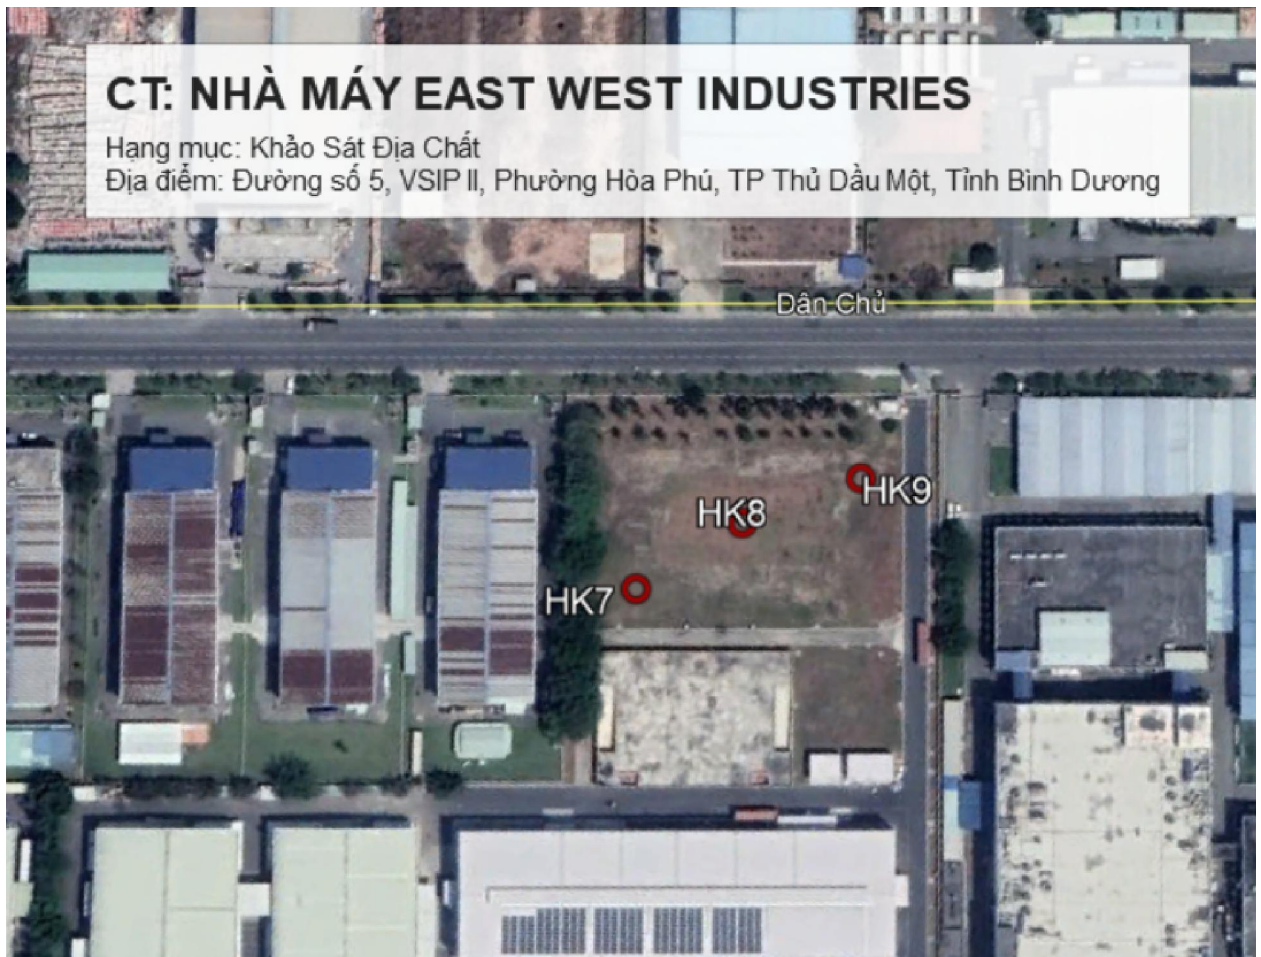 CT: NHÀ MÁY EAST WEST INDUSTRIES
Hạng mục: Khảo Sát Địa Chất
Địa điểm: Đường số 5, VSIP II, Phường Hòa Phú, TP Thủ Dầu Một, Tỉnh Bình Dương
Dân Chủ
HK9
HK8
HK7